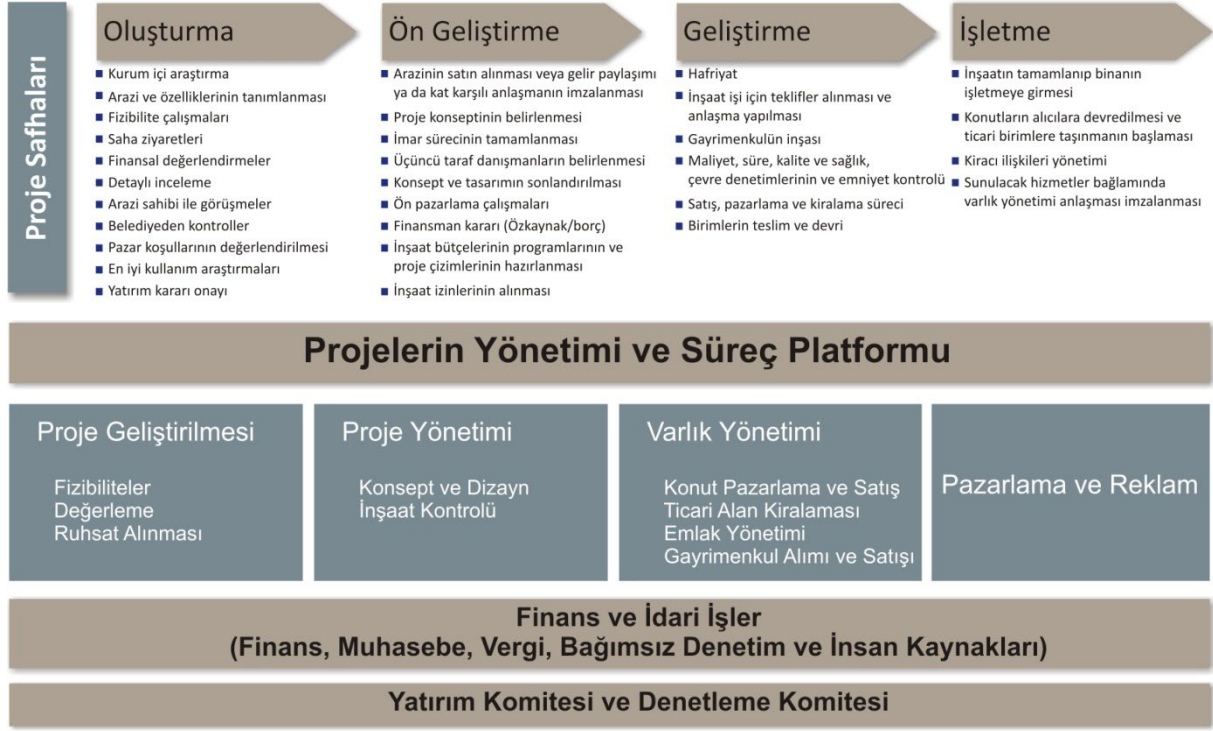 Proje Safhaları
Oluşturma
Kurum içi araştırma
Arazi ve özelliklerinin tanımlanması
Fizibilite çalışmaları
Saha ziyaretleri
Finansal değerlendirmeler
Detaylı inceleme
Arazi sahibi ile görüşmeler
Belediyeden kontroller
Pazar koşullarının değerlendirilmesi
En iyi kullanım araştırmaları
Yatırım kararı onayı
Ön Geliştirme
Arazinin satın alınması veya gelir paylaşımı
ya da kat karşılı anlaşmanın imzalanması
Proje konseptinin belirlenmesi
İmar sürecinin tamamlanması
Üçüncü taraf danışmanların belirlenmesi
Konsept ve tasarımın sonlandırılması
Ön pazarlama çalışmaları
Finansman kararı (Özkaynak/borç)
İnşaat bütçelerinin programlarının ve
proje çizimlerinin hazırlanması
İnşaat izinlerinin alınması
Geliştirme
Hafriyat
İnşaat işi için teklifler alınması ve
anlaşma yapılması
Gayrimenkulün inşası
Maliyet, süre, kalite ve sağlık,
çevre denetimlerinin ve emniyet kontrolü
Satış, pazarlama ve kiralama süreci
Birimlerin teslim ve devri
İşletme
İnşaatın tamamlanıp binanın
işletmeye girmesi
Konutların alıcılara devredilmesi ve
ticari birimlere taşınmanın başlaması
Kiracı ilişkileri yönetimi
Sunulacak hizmetler bağlamında
varlık yönetimi anlaşması imzalanması
Projelerin Yönetimi ve Süreç Platformu
Proje Geliştirilmesi
Fizibiliteler
Değerleme
Ruhsat Alınması
Proje Yönetimi
Konsept ve Dizayn
İnşaat Kontrolü
Varlık Yönetimi
Konut Pazarlama ve Satış
Ticari Alan Kiralaması
Emlak Yönetimi
Gayrimenkul Alımı ve Satışı
Pazarlama ve Reklam
Finans ve İdari İşler
(Finans, Muhasebe, Vergi, Bağımsız Denetim ve İnsan Kaynakları)
Yatırım Komitesi ve Denetleme Komitesi